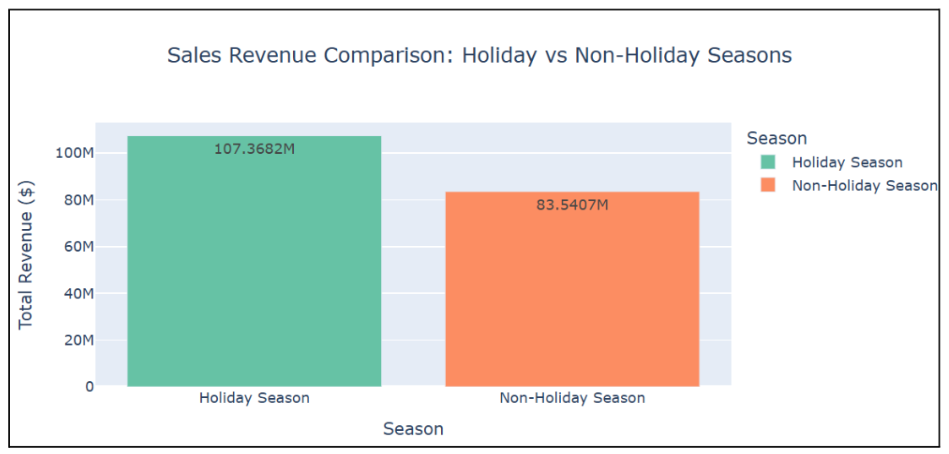 Sales Revenue Comparison: Holiday vs Non-Holiday Seasons
Total Revenue ($)
100M
80M
60M
40M
20M
0
107.3682M
83.5407M
Holiday Season
Non-Holiday Season
Season
Season
Holiday Season
Non-Holiday Season